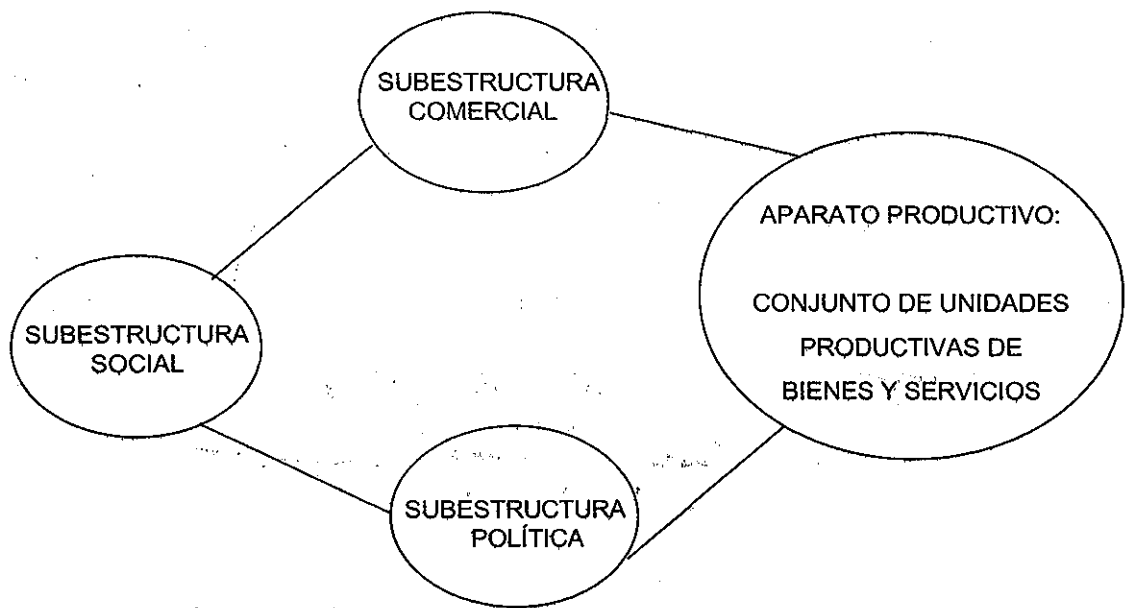 SUBESTRUCTURA
COMERCIAL
APARATO PRODUCTIVO:
CONJUNTO DE UNIDADES
PRODUCTIVAS DE
BIENES Y SERVICIOS
SUBESTRUCTURA
SOCIAL
SUBESTRUCTURA
POLÍTICA